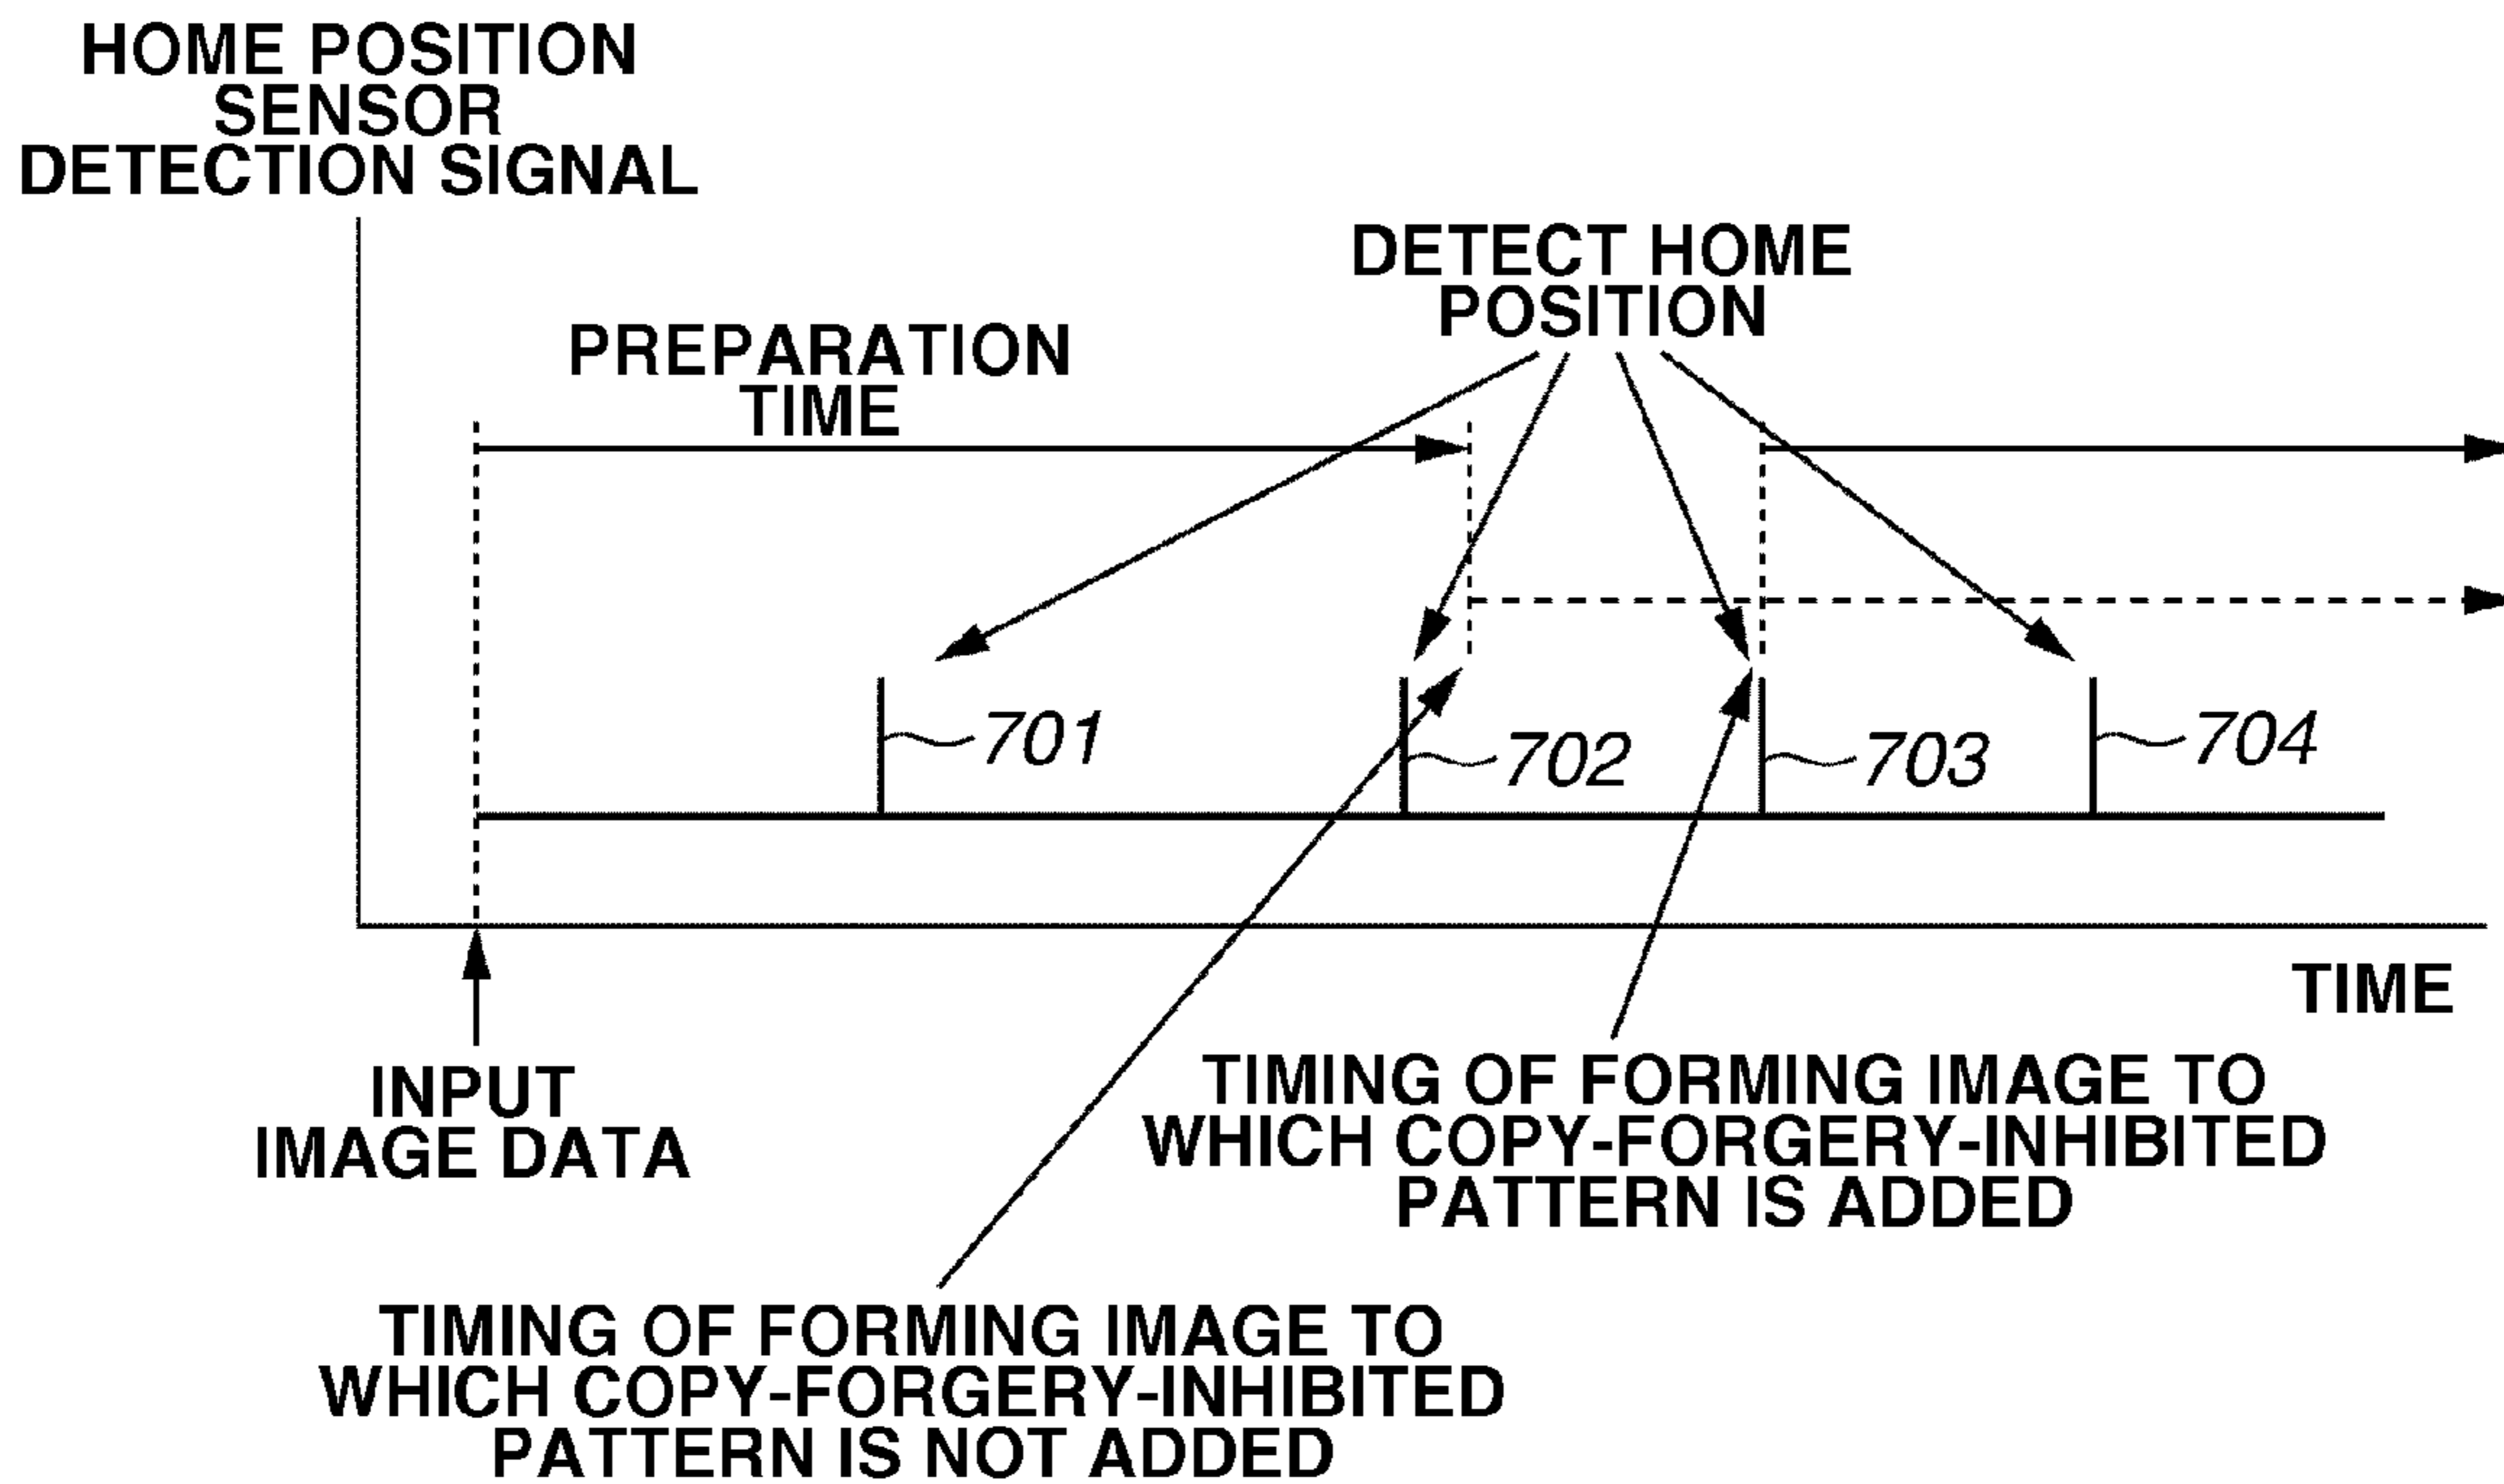 HOME POSITION
SENSOR
DETECTION SIGNAL
DETECT HOME
POSITION
PREPARATION
TIME
701
702
703
704
TIME
INPUT
IMAGE DATA
TIMING OF FORMING IMAGE TO
WHICH COPY-FORGERY-INHIBITED
PATTERN IS ADDED
TIMING OF FORMING IMAGE TO
WHICH COPY-FORGERY-INHIBITED
PATTERN IS NOT ADDED